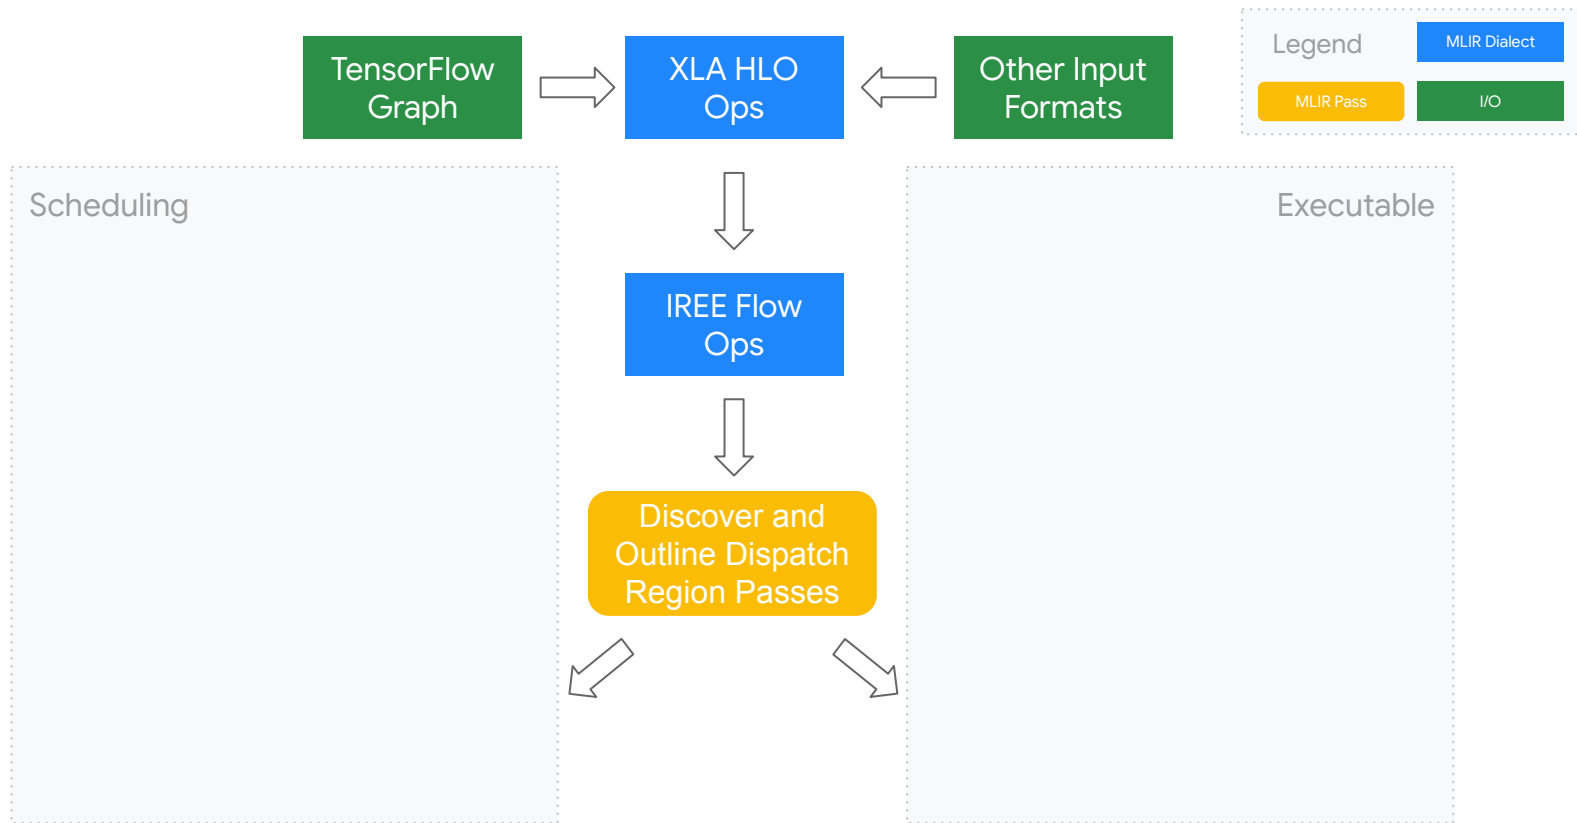 TensorFlow
Graph
XLA HLO
Ops
Other Input
Formats
Legend
MLIR Dialect
MLIR Pass
I/O
Scheduling
Executable
IREE Flow
Ops
Discover and
Outline Dispatch
Region Passes